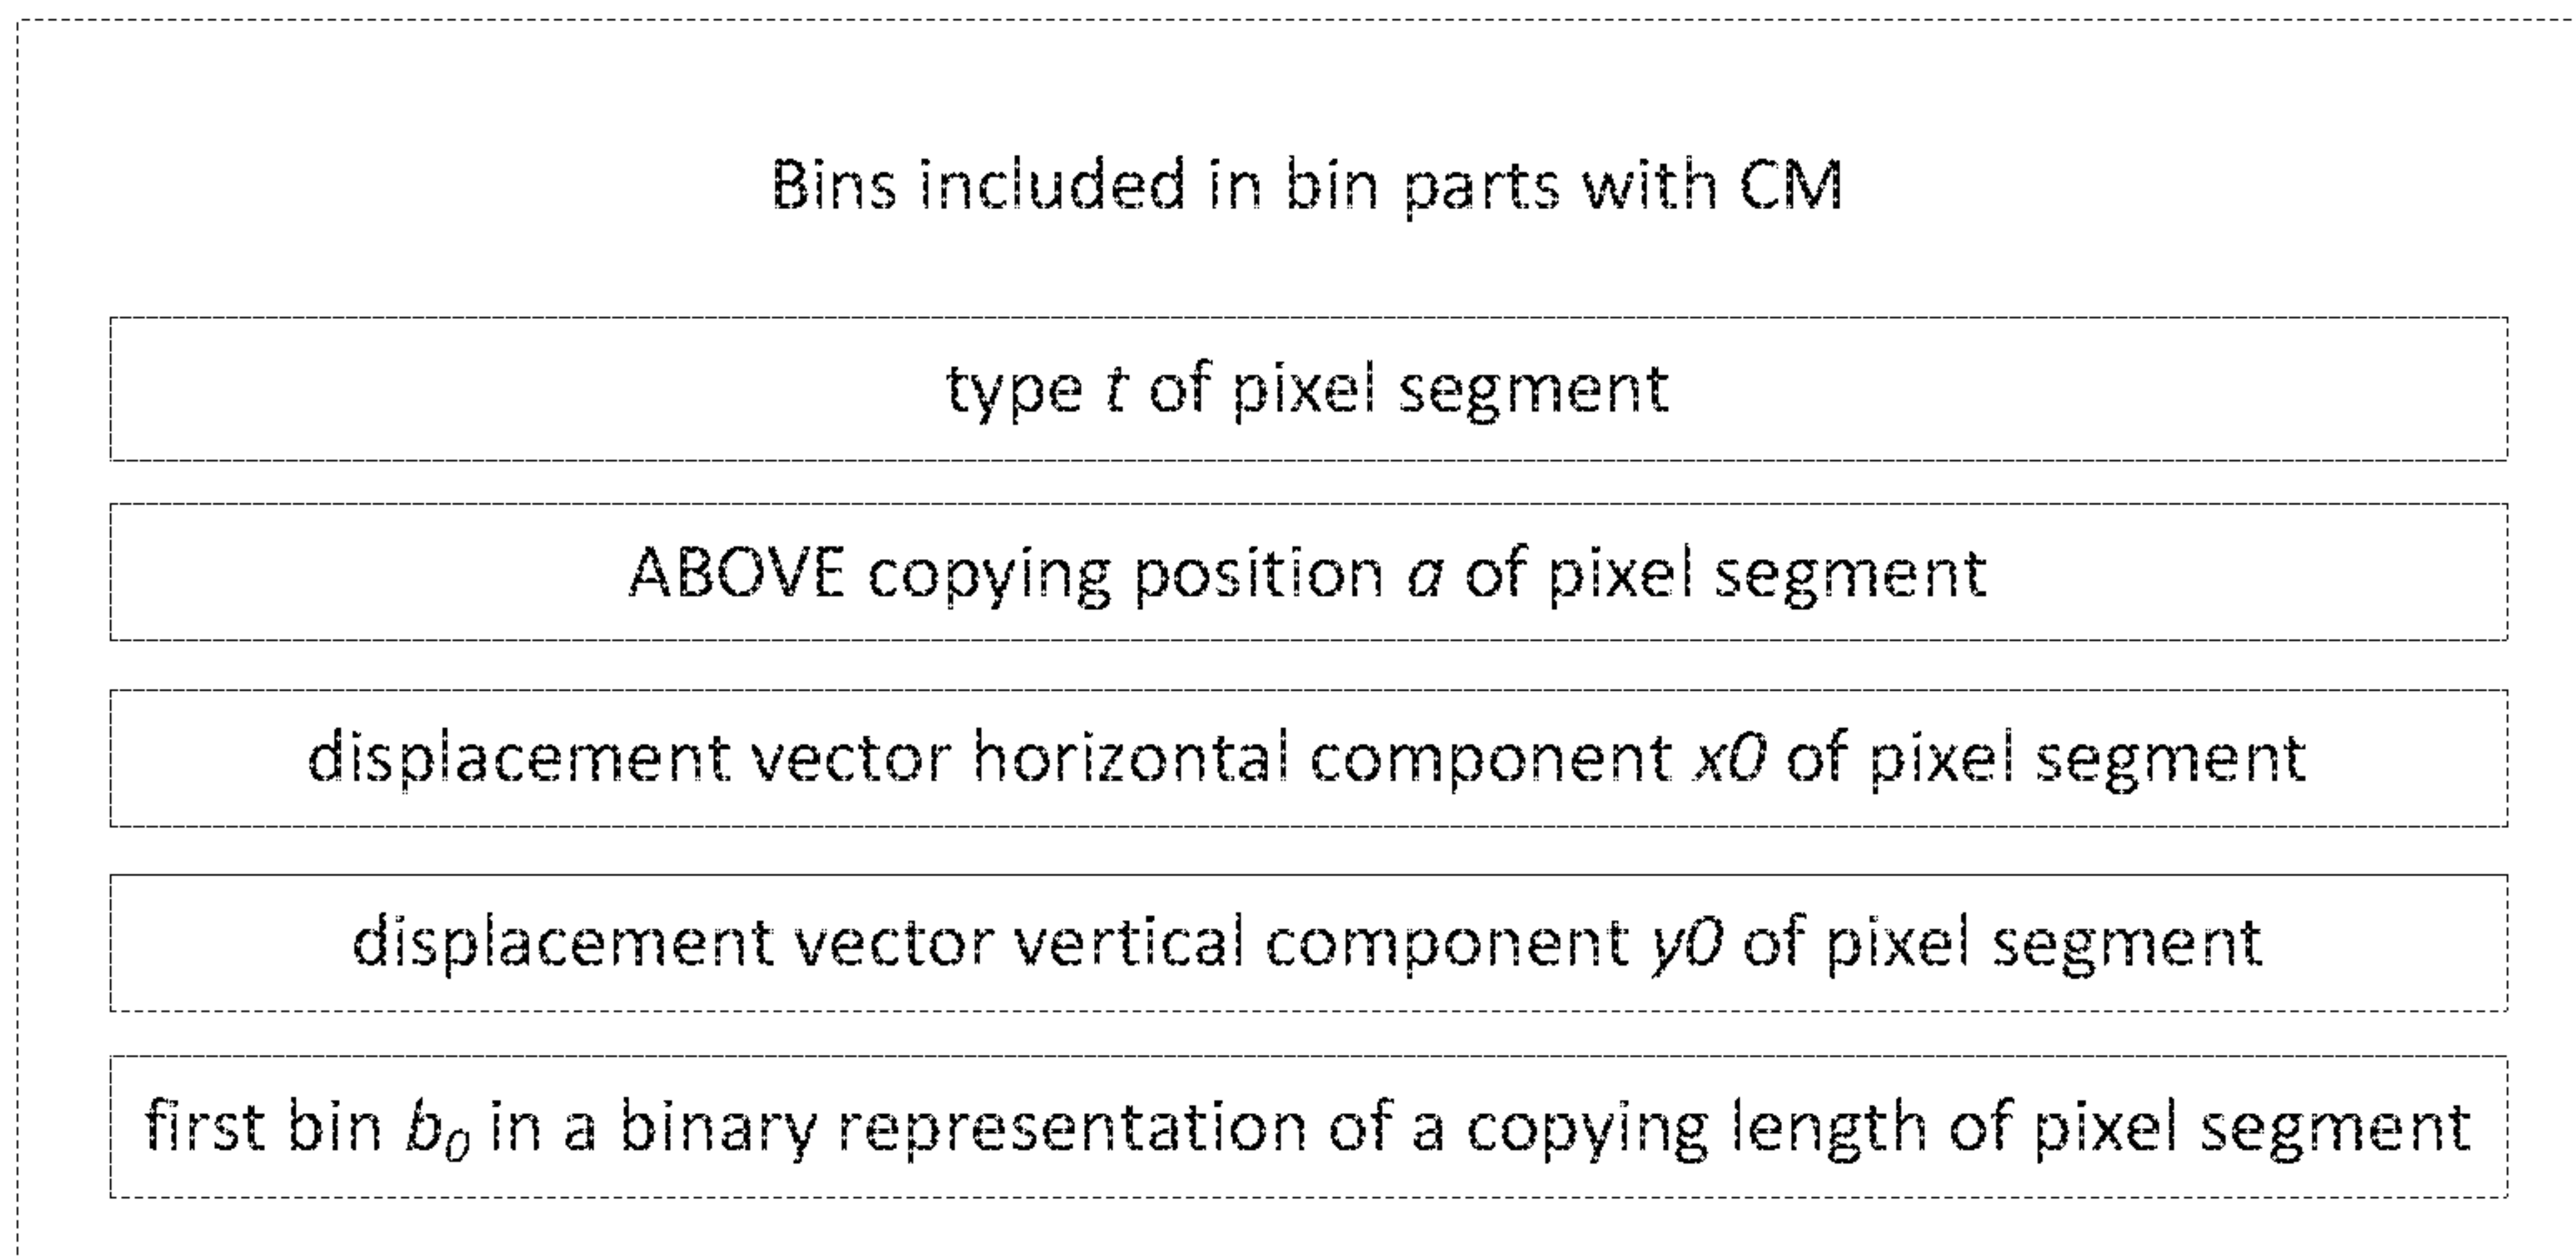 Bins included in bin parts with CM
type t of pixel segment
ABOVE copying position a of pixel segment
displacement vector horizontal component x0 of pixel segment
displacement vector vertical component y0 of pixel segment
first bin b₀ in a binary representation of a copying length of pixel segment